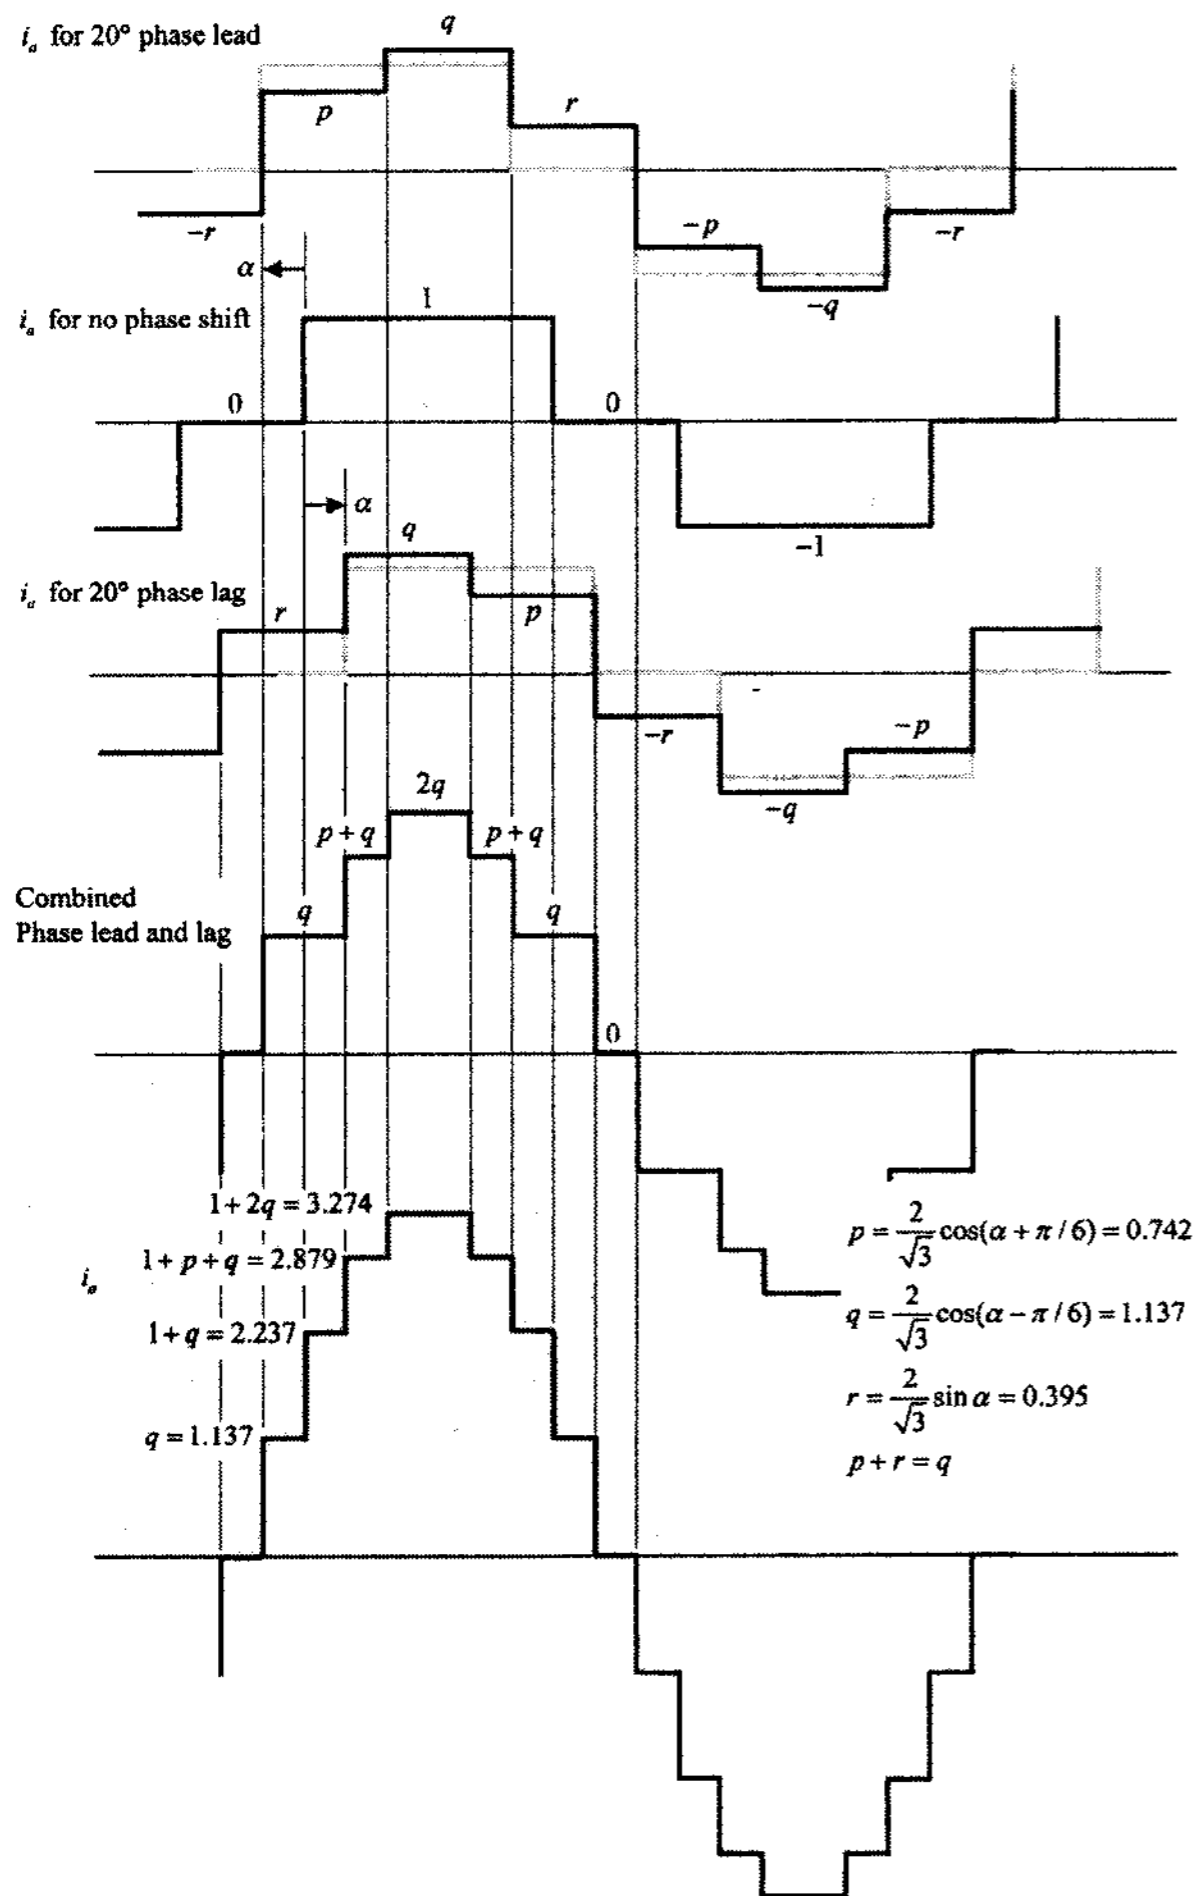 i_a for 20° phase lead
q
p
r
−r
−p
−r
−q
α
i_a for no phase shift
1
0
0
−1
α
i_a for 20° phase lag
q
r
p
−r
−p
−q
2q
p + q
p + q
Combined
Phase lead and lag
q
q
0
1 + 2q = 3.274
1 + p + q = 2.879
i_a
1 + q = 2.237
q = 1.137
p = 2/√3 cos(α + π / 6) = 0.742
q = 2/√3 cos(α − π / 6) = 1.137
r = 2/√3 sin α = 0.395
p + r = q